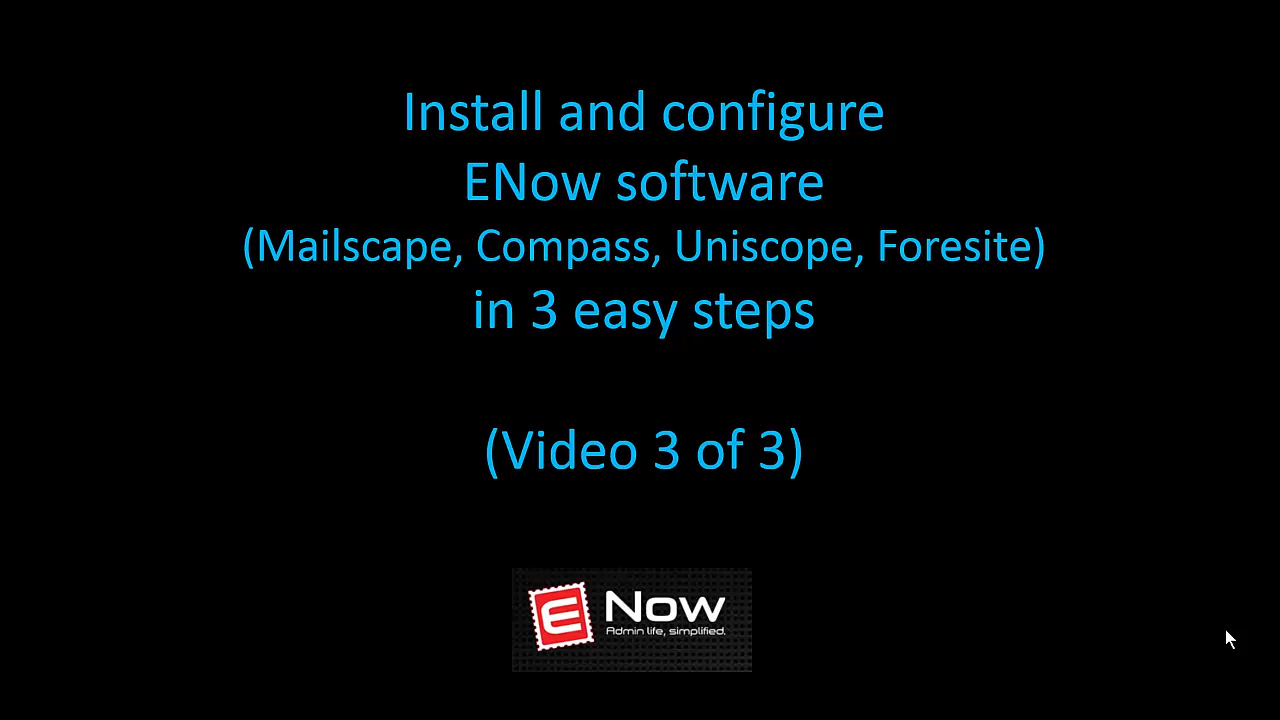 Install and configure
ENow software
(Mailscape, Compass, Uniscope, Foresite)
in 3 easy steps
(Video 3 of 3)
E Now
Admin life, simplified.